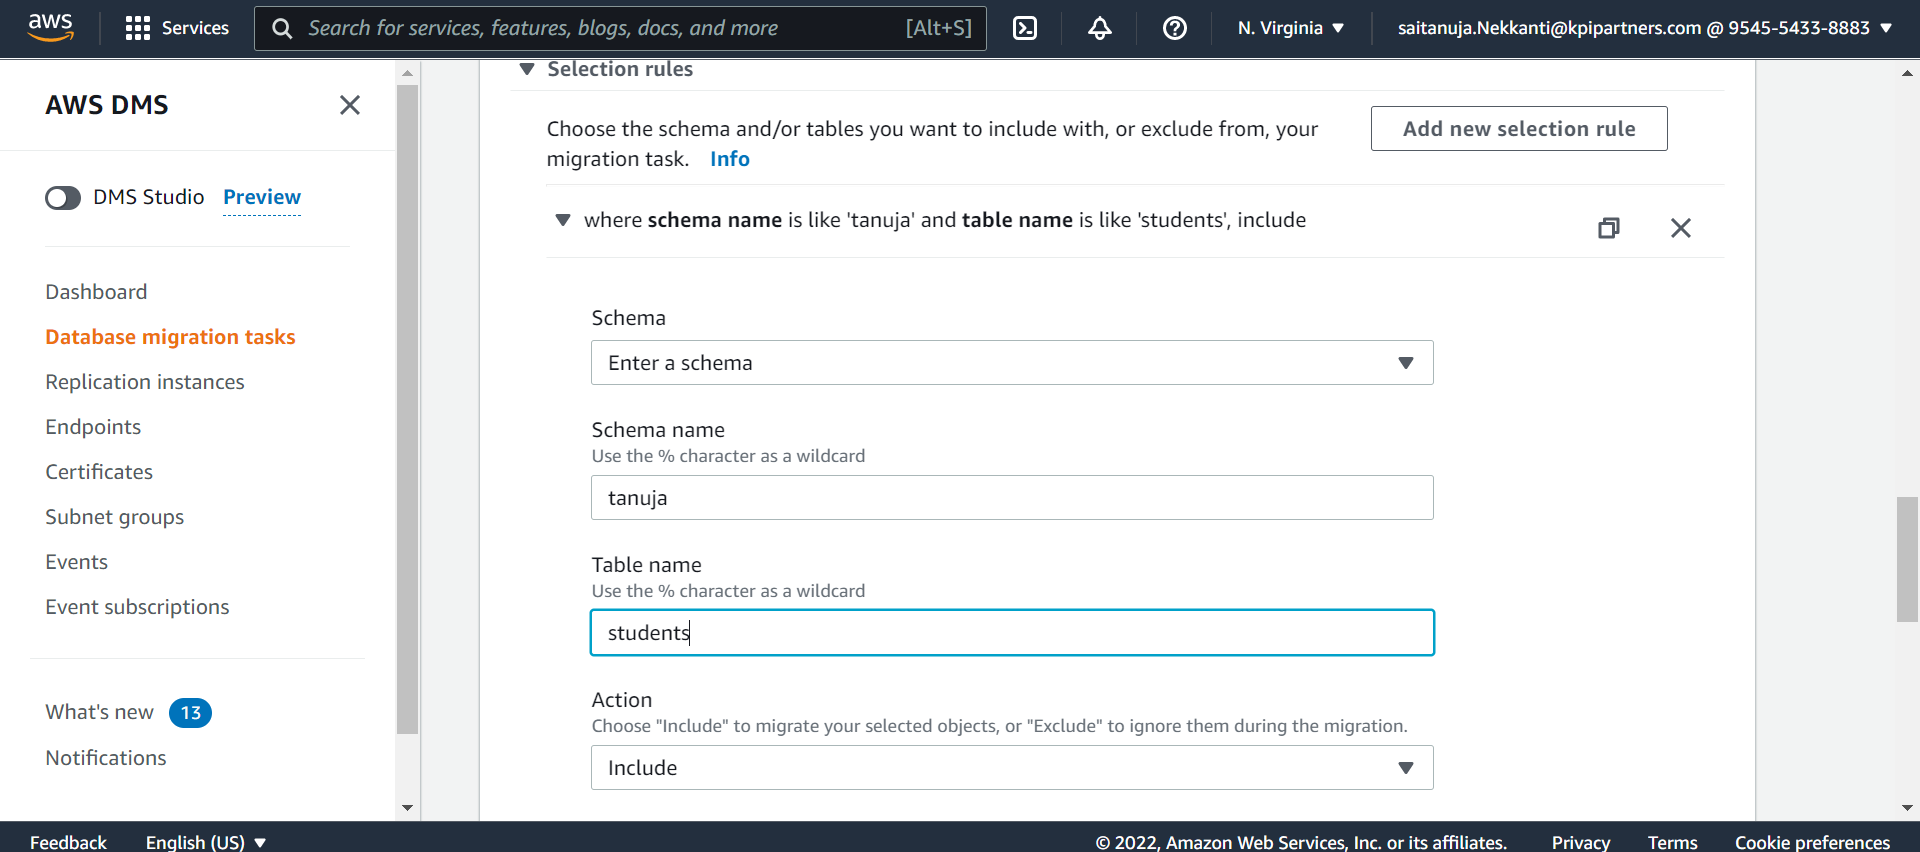 aws
Services
Search for services, features, blogs, docs, and more
[Alt+S]
N. Virginia
saitanuja.Nekkanti@kpipartners.com @ 9545-5433-8883
AWS DMS
DMS Studio
Preview
Dashboard
Database migration tasks
Replication instances
Endpoints
Certificates
Subnet groups
Events
Event subscriptions
What's new
13
Notifications
Selection rules
Choose the schema and/or tables you want to include with, or exclude from, your
migration task. Info
Add new selection rule
where schema name is like 'tanuja' and table name is like 'students', include
Schema
Enter a schema
Schema name
Use the % character as a wildcard
tanuja
Table name
Use the % character as a wildcard
students
Action
Choose "Include" to migrate your selected objects, or "Exclude" to ignore them during the migration.
Include
Feedback
English (US)
© 2022, Amazon Web Services, Inc. or its affiliates.
Privacy
Terms
Cookie preferences